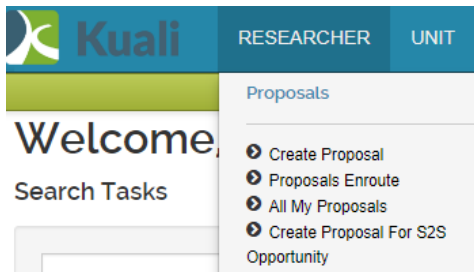 Kuali
RESEARCHER
UNIT
Proposals
Welcome,
Create Proposal
Search Tasks
Proposals Enroute
All My Proposals
Create Proposal For S2S
Opportunity